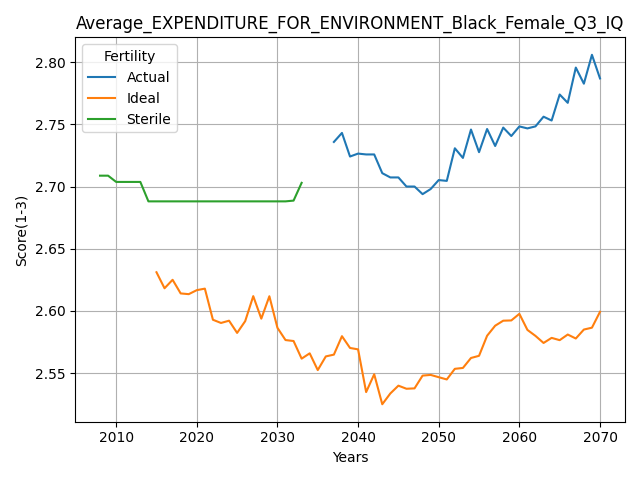 Average_EXPENDITURE_FOR_ENVIRONMENT_Black_Female_Q3_IQ
Fertility
Actual
Ideal
Sterile
Score(1-3)
2.80
2.75
2.70
2.65
2.60
2.55
2010 2020 2030 2040 2050 2060 2070
Years